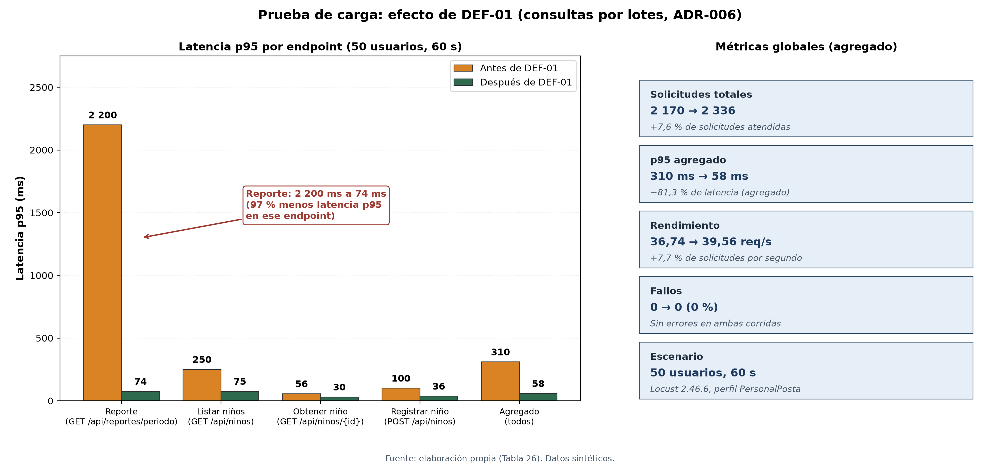 Prueba de carga: efecto de DEF-01 (consultas por lotes, ADR-006)
Latencia p95 por endpoint (50 usuarios, 60 s)
Antes de DEF-01
Después de DEF-01
Latencia p95 (ms)
2500
2000
1500
1000
500
0
2 200
74
250
75
56
30
100
36
310
58
Reporte: 2 200 ms a 74 ms
(97 % menos latencia p95
en ese endpoint)
Reporte
(GET /api/reportes/periodo)
Listar niños
(GET /api/ninos)
Obtener niño
(GET /api/ninos/{id})
Registrar niño
(POST /api/ninos)
Agregado
(todos)
Métricas globales (agregado)
Solicitudes totales
2 170 → 2 336
+7,6 % de solicitudes atendidas
p95 agregado
310 ms → 58 ms
−81,3 % de latencia (agregado)
Rendimiento
36,74 → 39,56 req/s
+7,7 % de solicitudes por segundo
Fallos
0 → 0 (0 %)
Sin errores en ambas corridas
Escenario
50 usuarios, 60 s
Locust 2.46.6, perfil PersonalPosta
Fuente: elaboración propia (Tabla 26). Datos sintéticos.